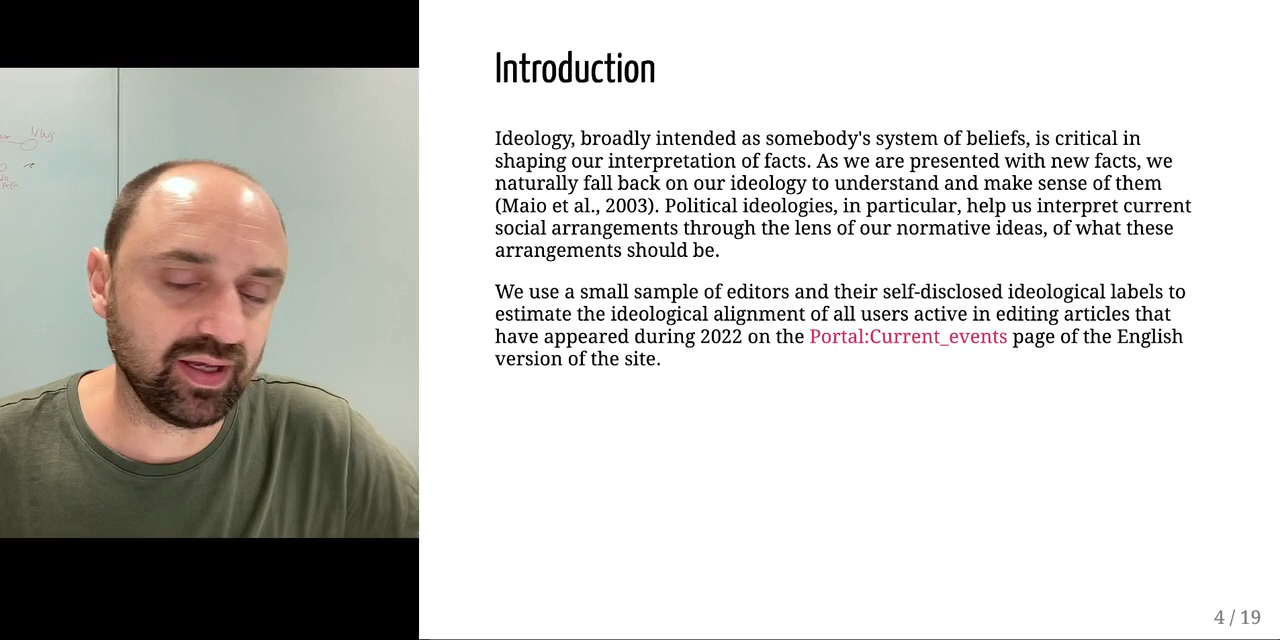 Introduction
Ideology, broadly intended as somebody's system of beliefs, is critical in
shaping our interpretation of facts. As we are presented with new facts, we
naturally fall back on our ideology to understand and make sense of them
(Maio et al., 2003). Political ideologies, in particular, help us interpret current
social arrangements through the lens of our normative ideas, of what these
arrangements should be.
We use a small sample of editors and their self-disclosed ideological labels to
estimate the ideological alignment of all users active in editing articles that
have appeared during 2022 on the Portal:Current_events page of the English
version of the site.
4 / 19